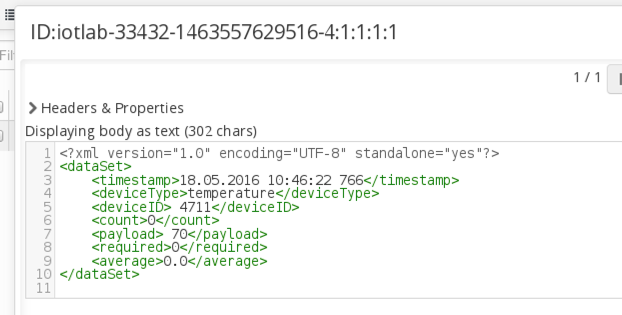 ID:iotlab-33432-1463557629516-4:1:1:1:1
Fil
1 / 1
Headers & Properties
Displaying body as text (302 chars)
1 <?xml version="1.0" encoding="UTF-8" standalone="yes"?>
2 <dataSet>
3     <timestamp>18.05.2016 10:46:22 766</timestamp>
4     <deviceType>temperature</deviceType>
5     <deviceID> 4711</deviceID>
6     <count>0</count>
7     <payload> 70</payload>
8     <required>0</required>
9     <average>0.0</average>
10 </dataSet>
11